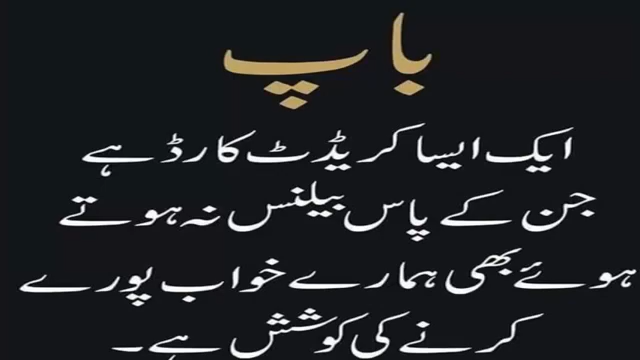 باپ
ایک ایسا کریڈٹ کارڈ ہے
جن کے پاس بیلنس نہ ہوتے
ہوئے بھی ہمارے خواب پورے
کرنے کی کوشش ہے۔